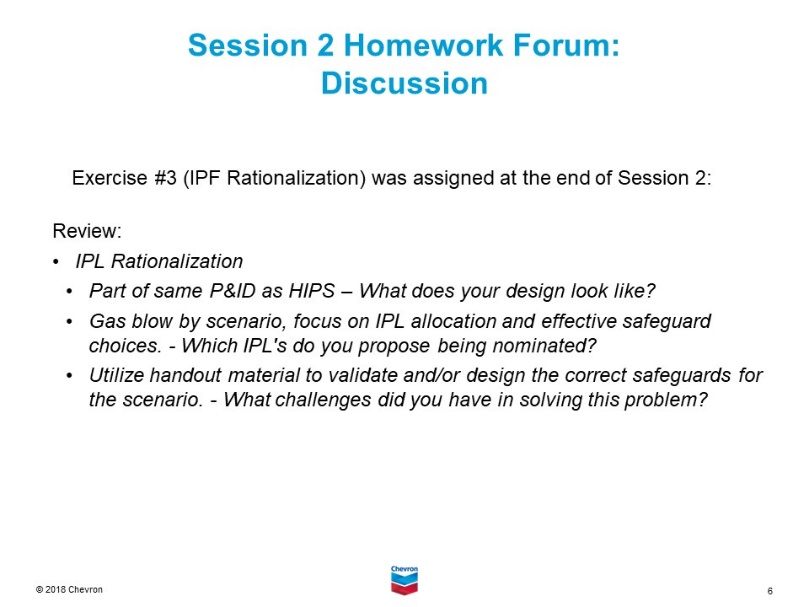 Session 2 Homework Forum:
Discussion
Exercise #3 (IPF Rationalization) was assigned at the end of Session 2:
Review:
• IPL Rationalization
• Part of same P&ID as HIPS – What does your design look like?
• Gas blow by scenario, focus on IPL allocation and effective safeguard
choices. - Which IPL's do you propose being nominated?
• Utilize handout material to validate and/or design the correct safeguards for
the scenario. - What challenges did you have in solving this problem?
© 2018 Chevron
Chevron
6